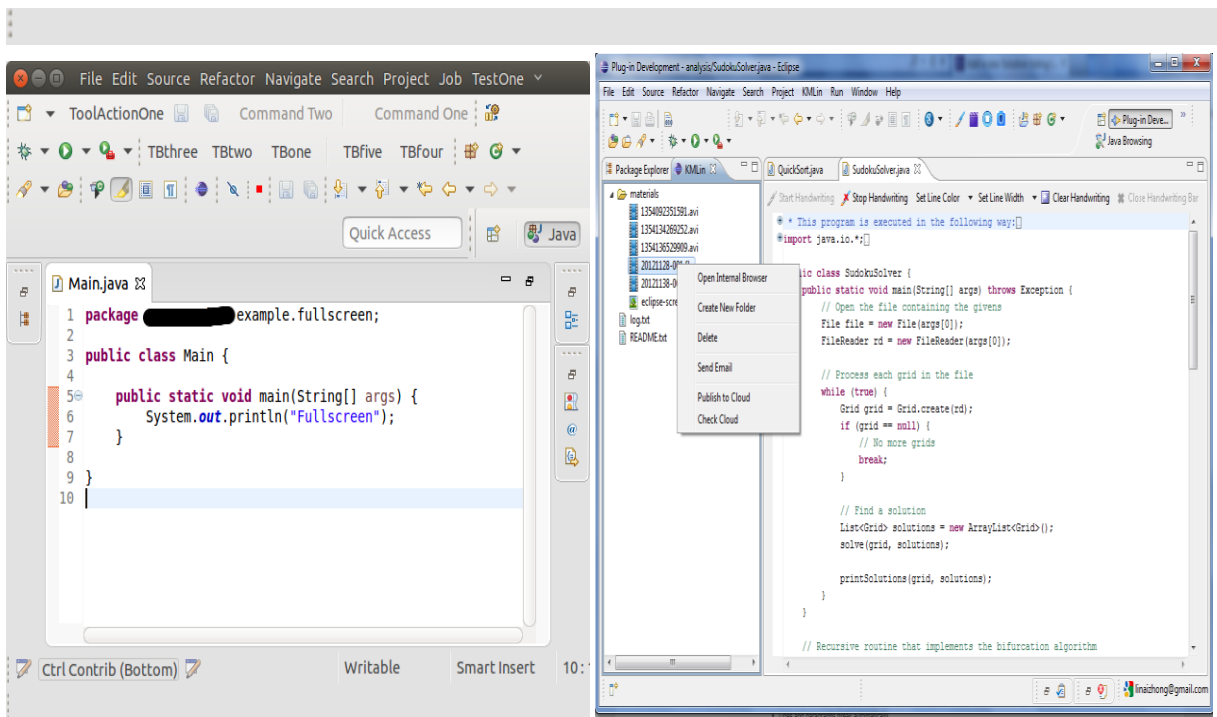 File Edit Source Refactor Navigate Search Project Job TestOne
ToolActionOne Command Two Command One
TBthree TBtwo TBone TBfive TBfour
Quick Access Java
Main.java
1 package example.fullscreen;
2
3 public class Main {
4
5 public static void main(String[] args) {
6 System.out.println("Fullscreen");
7 }
8
9 }
10
Ctrl Contrib (Bottom) Writable Smart Insert 10:
Plug-in Development - analysis/SudokuSolver.java - Eclipse
File Edit Source Refactor Navigate Search Project KMLin Run Window Help
Plug-in Deve... »
Java Browsing
Package Explorer KMLin QuickSort.java SudokuSolver.java
Start Handwriting Stop Handwriting Set Line Color Set Line Width Clear Handwriting Close Handwriting Bar
materials
1354092351591.avi
1354134269252.avi
1354136529909.avi
20121128-001
20121138-0
eclipse-scre
log.txt
README.txt
Open Internal Browser
Create New Folder
Delete
Send Email
Publish to Cloud
Check Cloud
* This program is executed in the following way:
import java.io.*;
ic class SudokuSolver {
public static void main(String[] args) throws Exception {
// Open the file containing the givens
File file = new File(args[0]);
FileReader rd = new FileReader(args[0]);
// Process each grid in the file
while (true) {
Grid grid = Grid.create(rd);
if (grid == null) {
// No more grids
break;
}
// Find a solution
List<Grid> solutions = new ArrayList<Grid>();
solve(grid, solutions);
printSolutions(grid, solutions);
}
}
// Recursive routine that implements the bifurcation algorithm
linaizhong@gmail.com